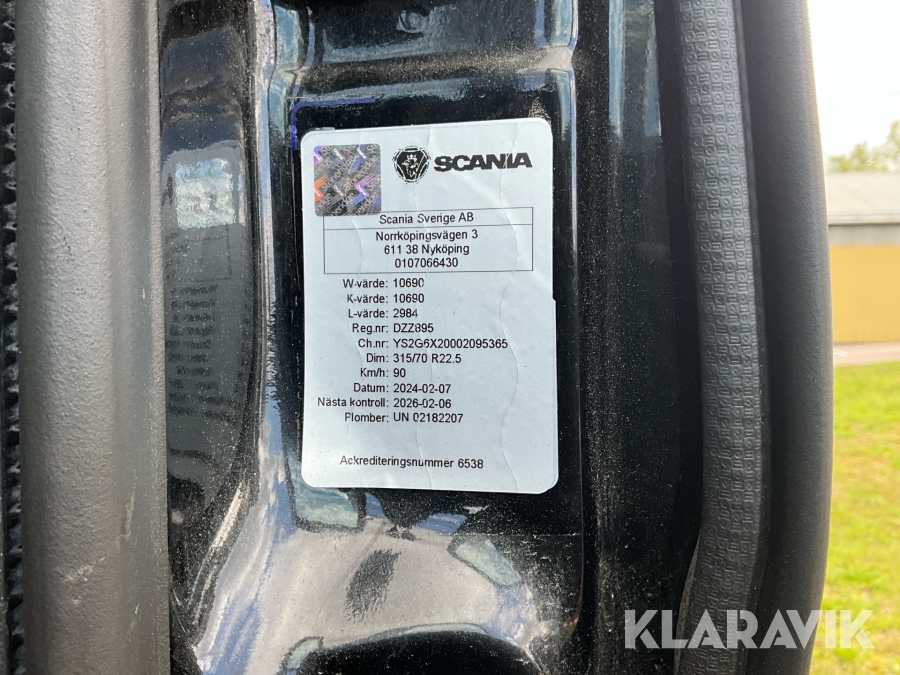 SCANIA
Scania Sverige AB
Norrköpingsvägen 3
611 38 Nyköping
0107066430
W-värde: 10690
K-värde: 10690
L-värde: 2984
Reg.nr: DZZ895
Ch.nr: YS2G6X20002095365
Dim: 315/70 R22.5
Km/h: 90
Datum: 2024-02-07
Nästa kontroll: 2026-02-06
Plomber: UN 02182207
Ackrediteringsnummer 6538
KLARAVIK